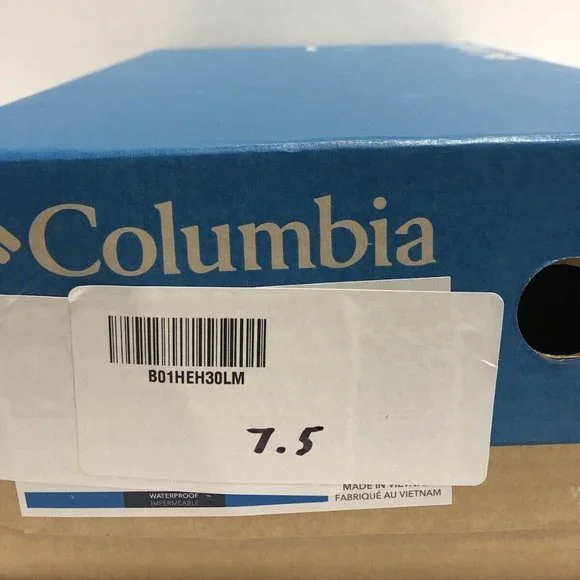 Columbia
B01HEH30LM
7.5
WATERPROOF
IMPERMÉABLE
MADE IN VIETNAM
FABRIQUÉ AU VIETNAM